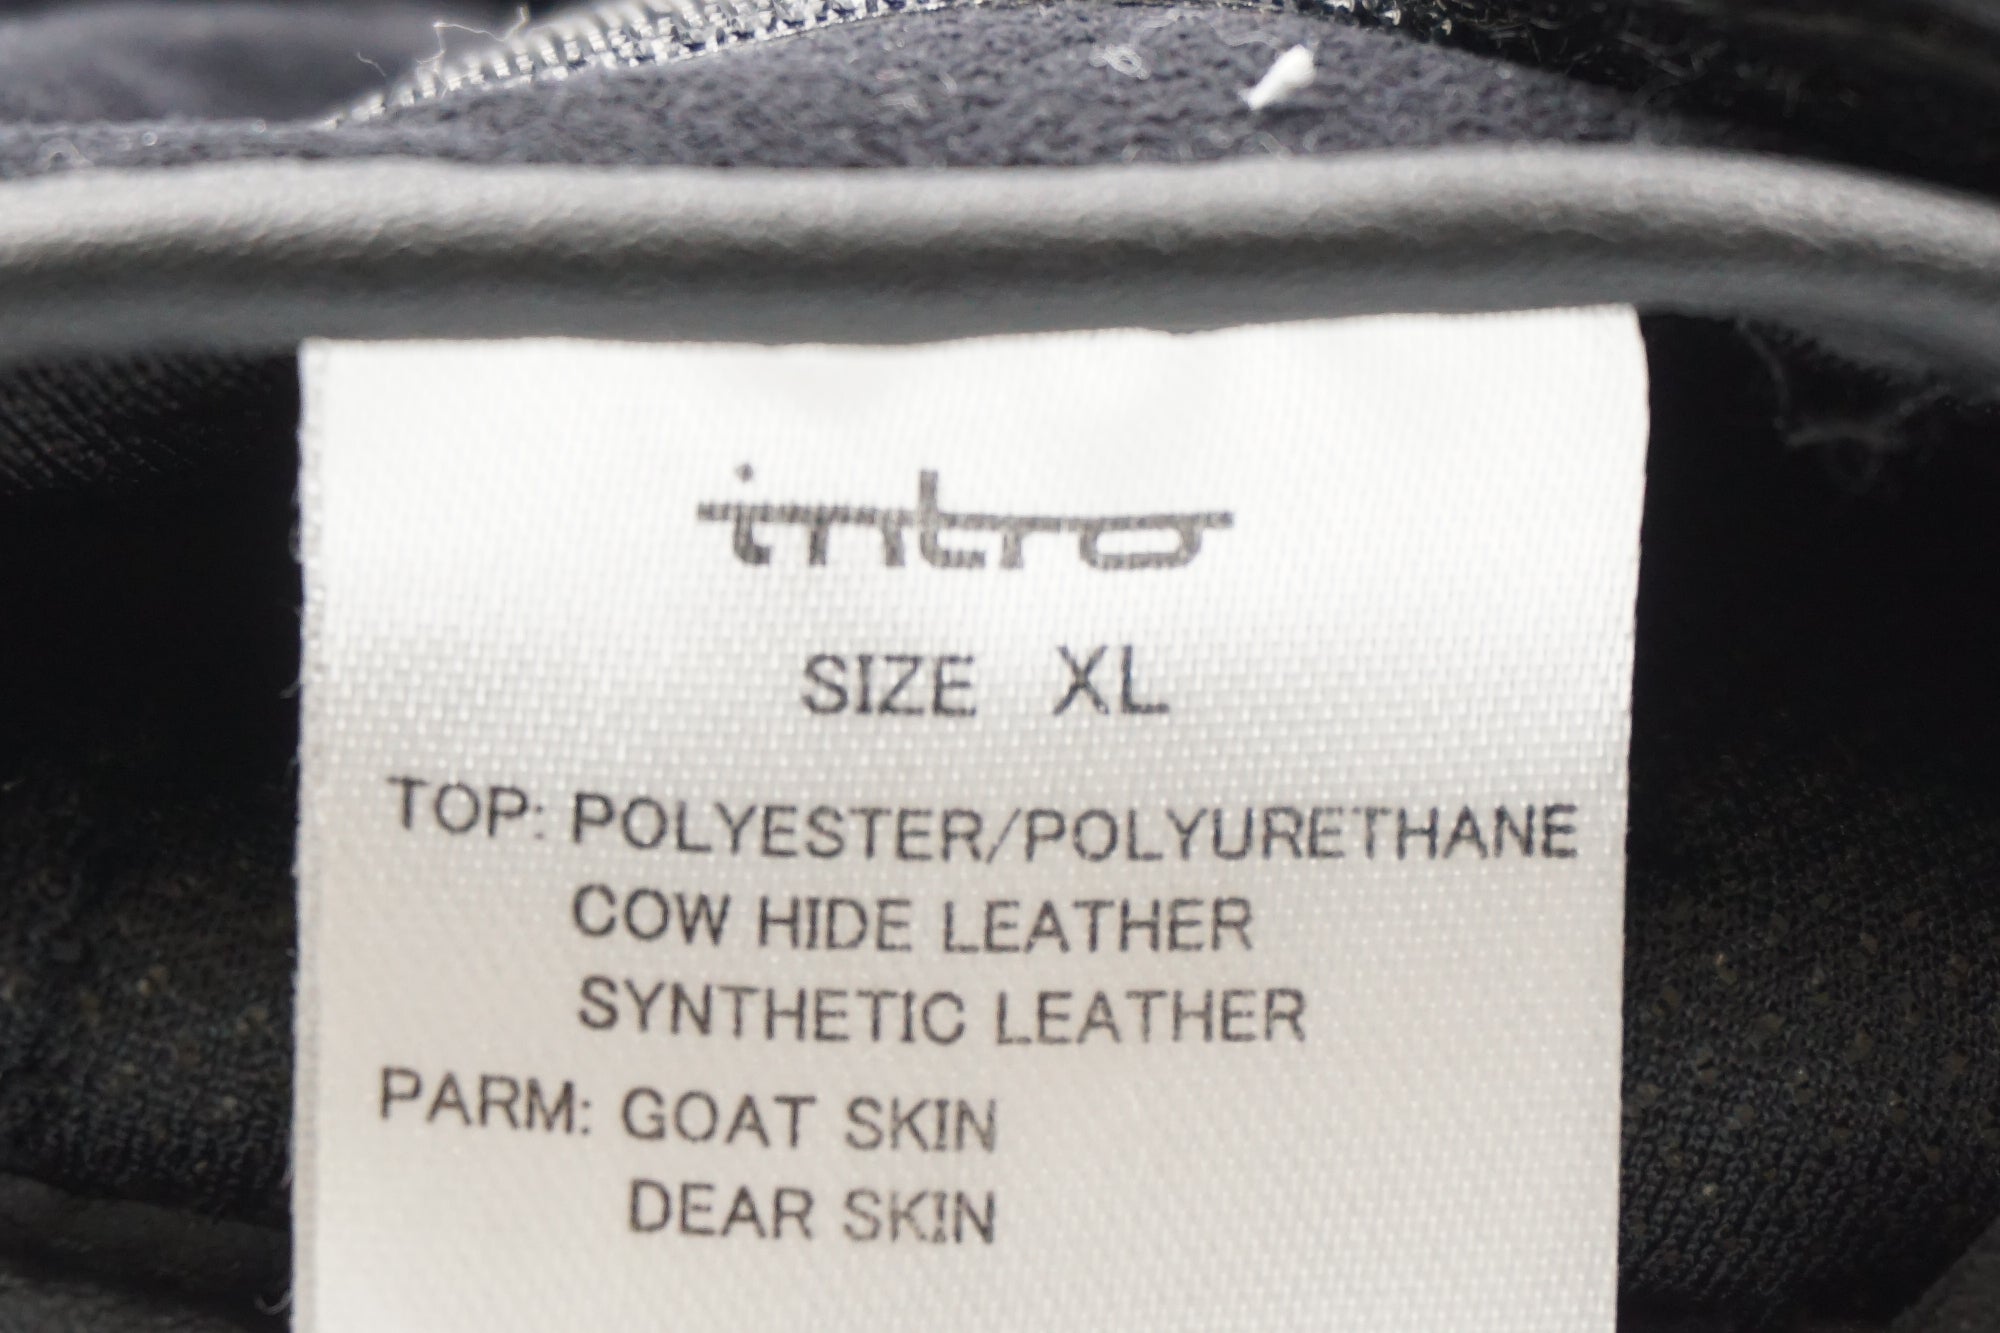 intro
SIZE XL
TOP: POLYESTER/POLYURETHANE
COW HIDE LEATHER
SYNTHETIC LEATHER
PARM: GOAT SKIN
DEAR SKIN